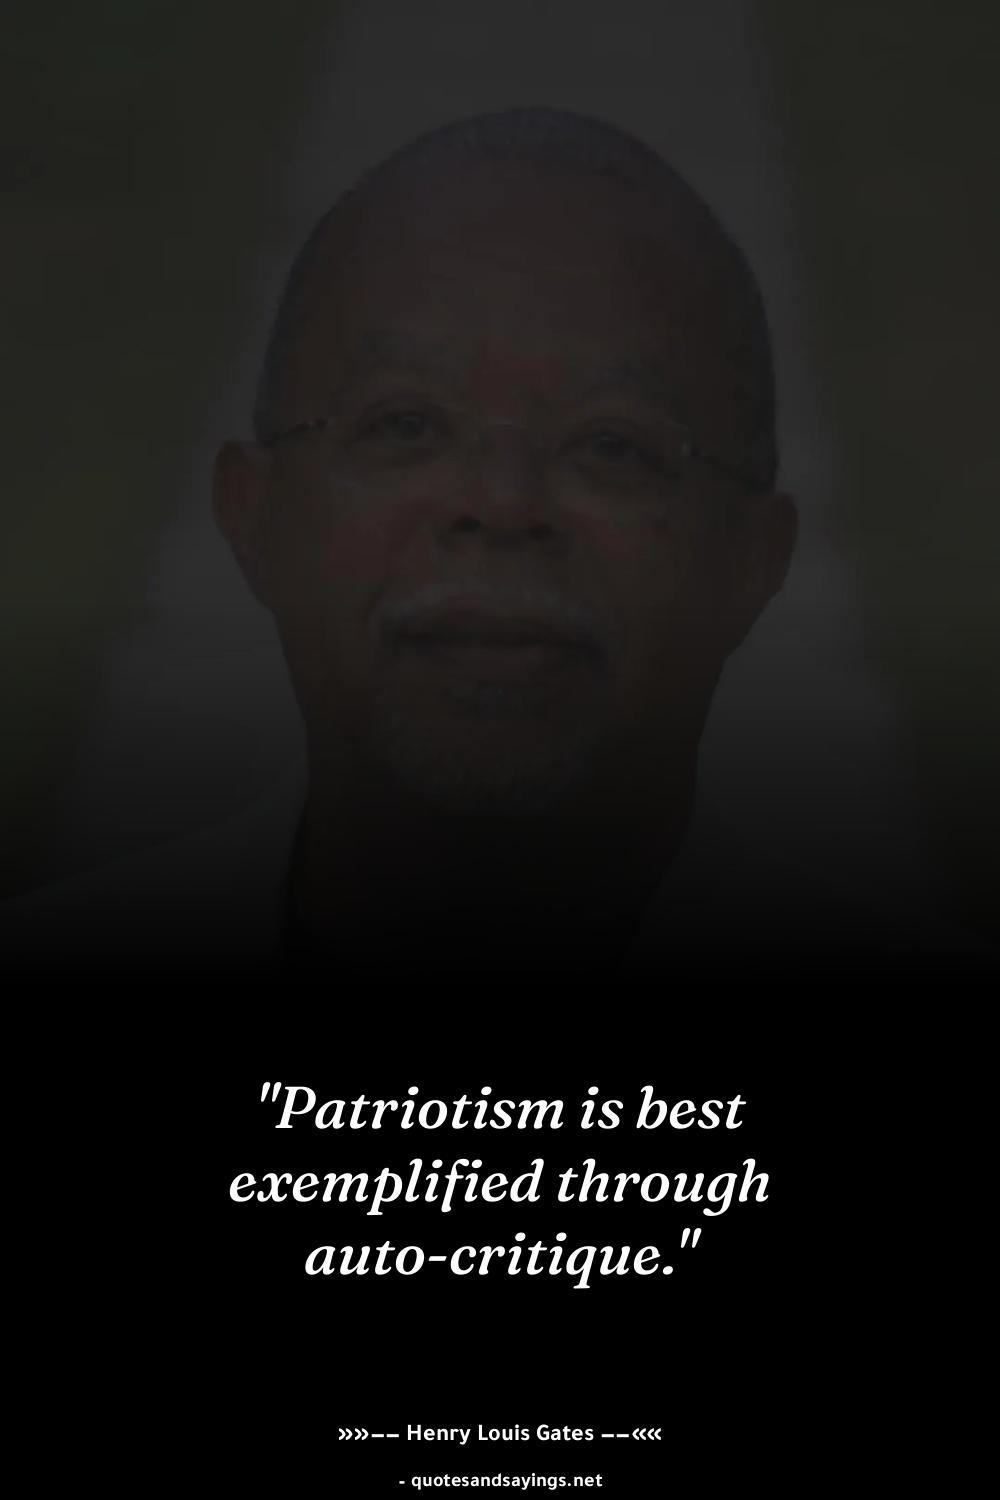 "Patriotism is best
exemplified through
auto-critique."
»»−− Henry Louis Gates −−««
- quotesandsayings.net